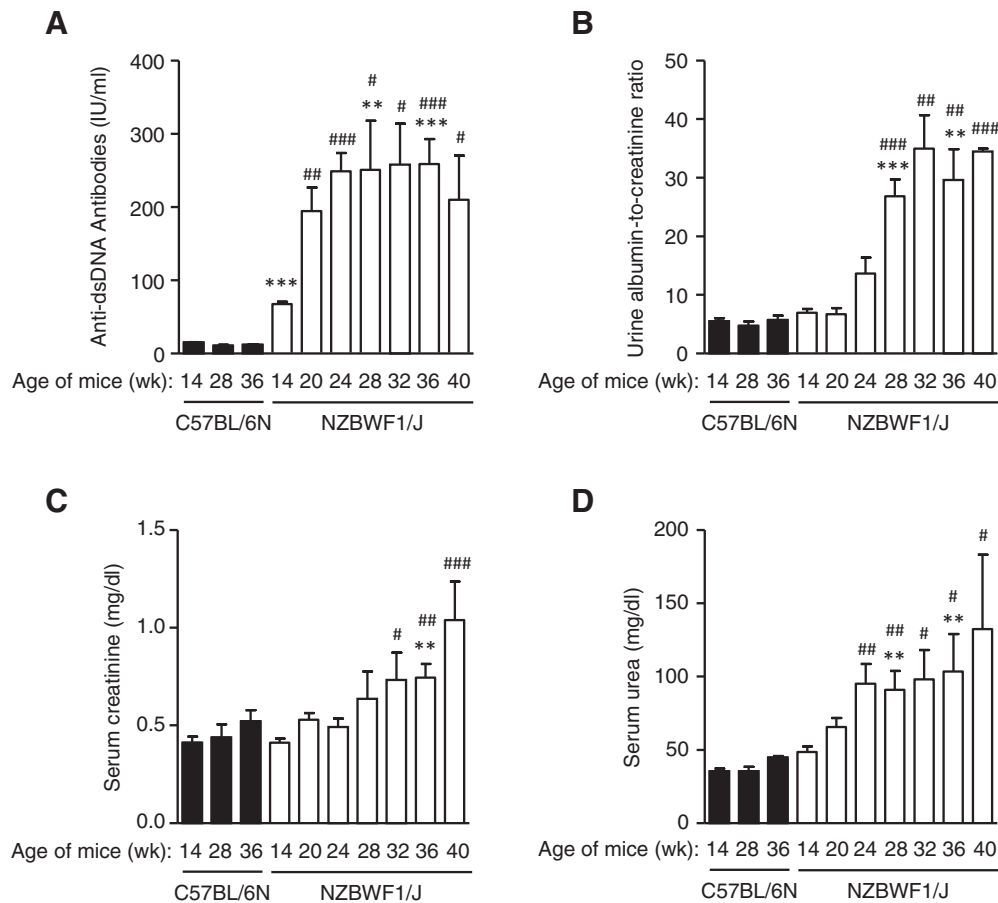 A
Anti-dsDNA Antibodies (IU/ml)
400
300
200
100
0
***
##
###
#
**
#
###
***
#
Age of mice (wk): 14 28 36 14 20 24 28 32 36 40
C57BL/6N NZBWF1/J
B
Urine albumin-to-creatinine ratio
50
40
30
20
10
0
###
***
##
##
**
###
Age of mice (wk): 14 28 36 14 20 24 28 32 36 40
C57BL/6N NZBWF1/J
C
Serum creatinine (mg/dl)
1.5
1.0
0.5
0.0
#
##
**
###
Age of mice (wk): 14 28 36 14 20 24 28 32 36 40
C57BL/6N NZBWF1/J
D
Serum urea (mg/dl)
200
150
100
50
0
##
##
**
#
#
**
#
Age of mice (wk): 14 28 36 14 20 24 28 32 36 40
C57BL/6N NZBWF1/J